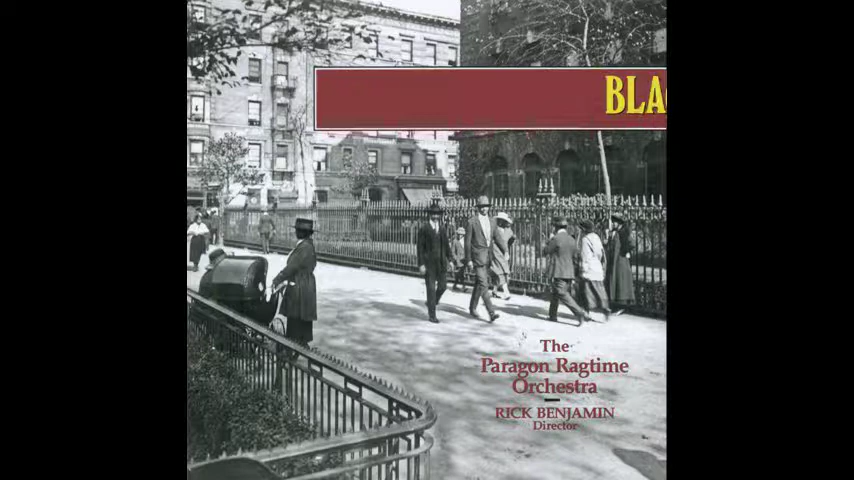 BLA
The
Paragon Ragtime
Orchestra
RICK BENJAMIN
Director